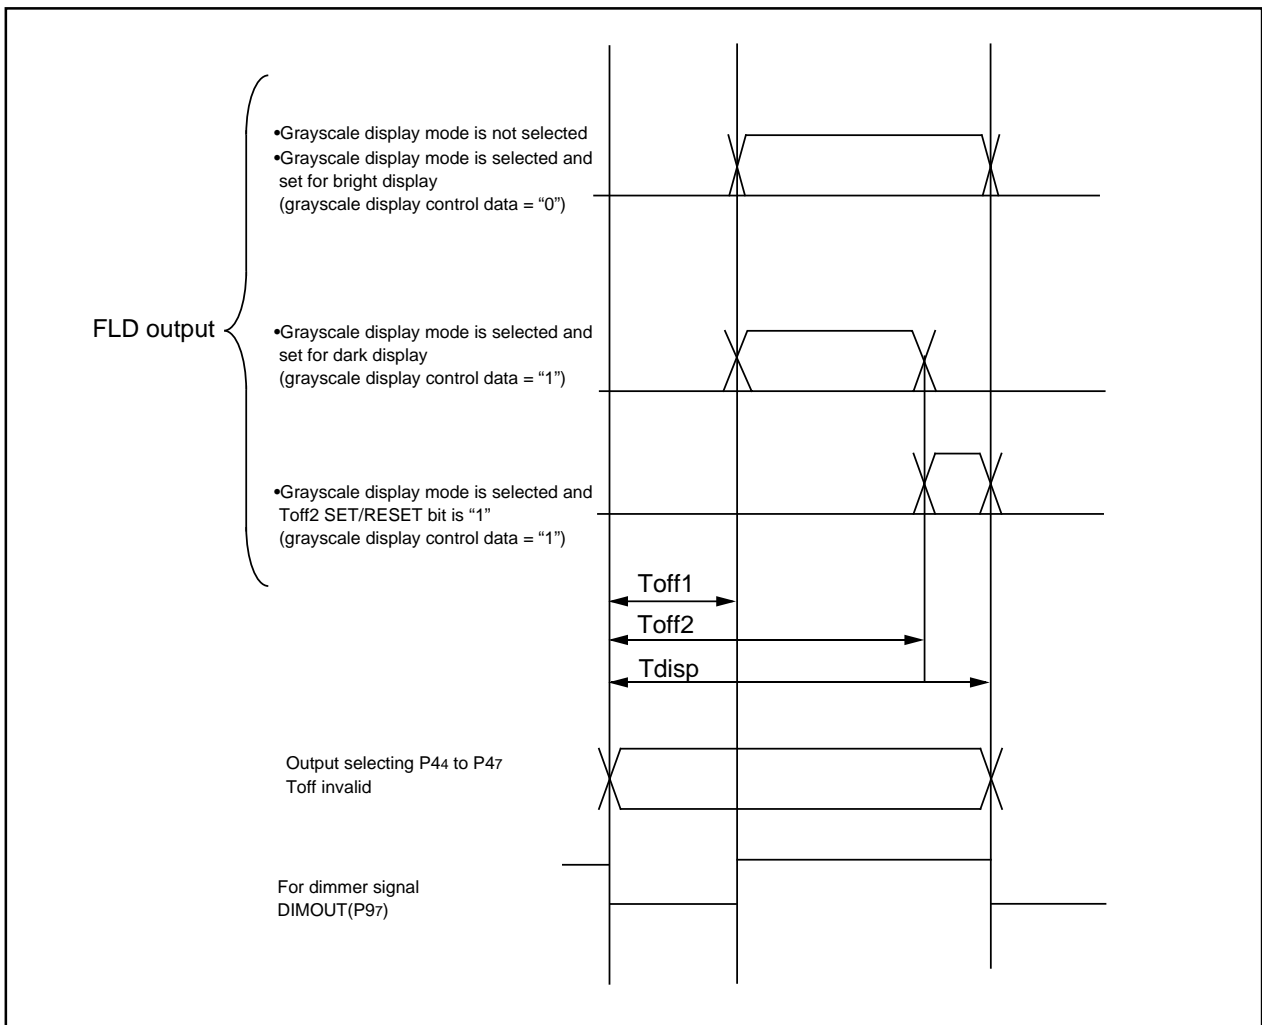 •Grayscale display mode is not selected
•Grayscale display mode is selected and
set for bright display
(grayscale display control data = “0”)
FLD output
•Grayscale display mode is selected and
set for dark display
(grayscale display control data = “1”)
•Grayscale display mode is selected and
Toff2 SET/RESET bit is “1”
(grayscale display control data = “1”)
Toff1
Toff2
Tdisp
Output selecting P44 to P47
Toff invalid
For dimmer signal
DIMOUT(P97)